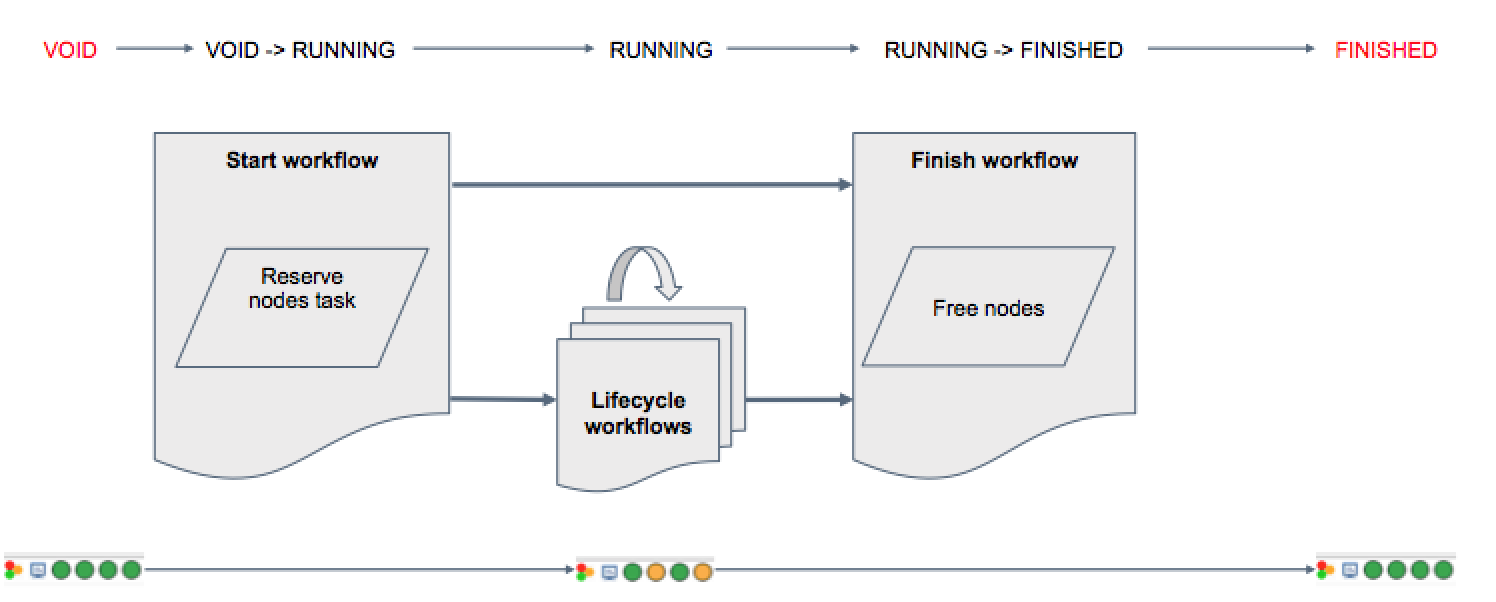 VOID
VOID -> RUNNING
RUNNING
RUNNING -> FINISHED
FINISHED
Start workflow
Finish workflow
Reserve
nodes task
Free nodes
Lifecycle
workflows